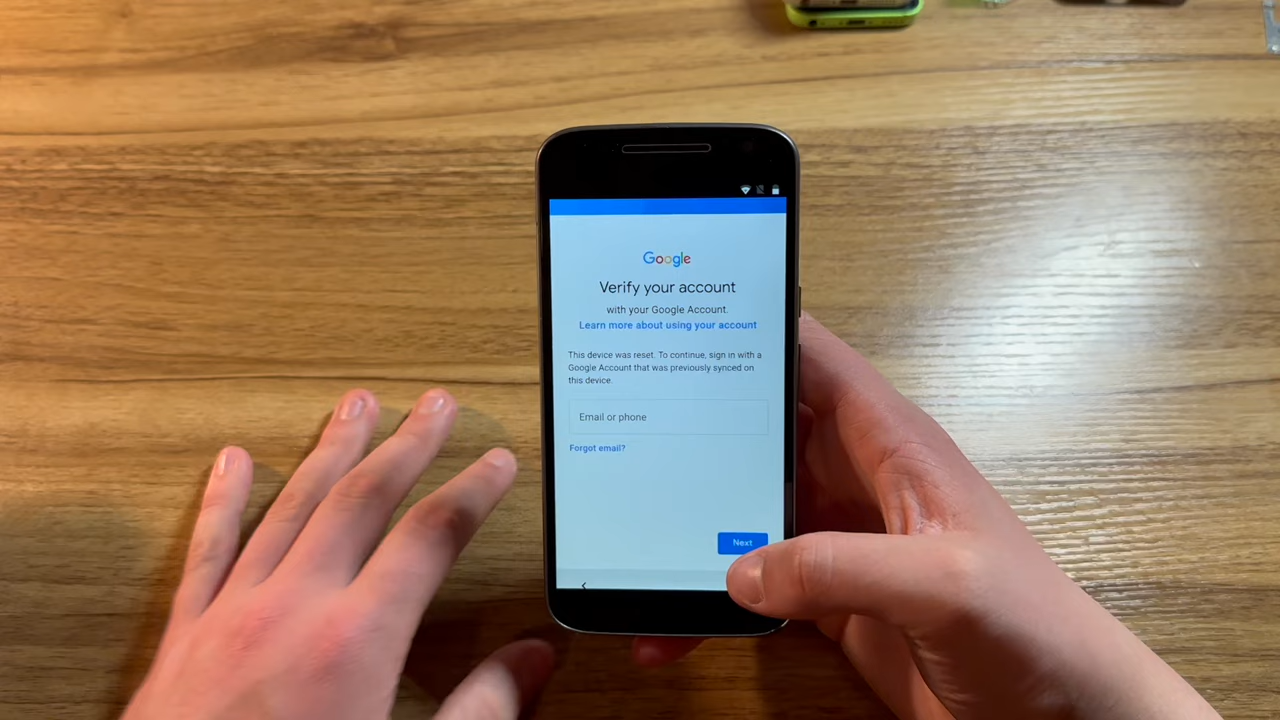 Google
Verify your account
with your Google Account.
Learn more about using your account
This device was reset. To continue, sign in with a
Google Account that was previously synced on
this device.
Email or phone
Forgot email?
Next